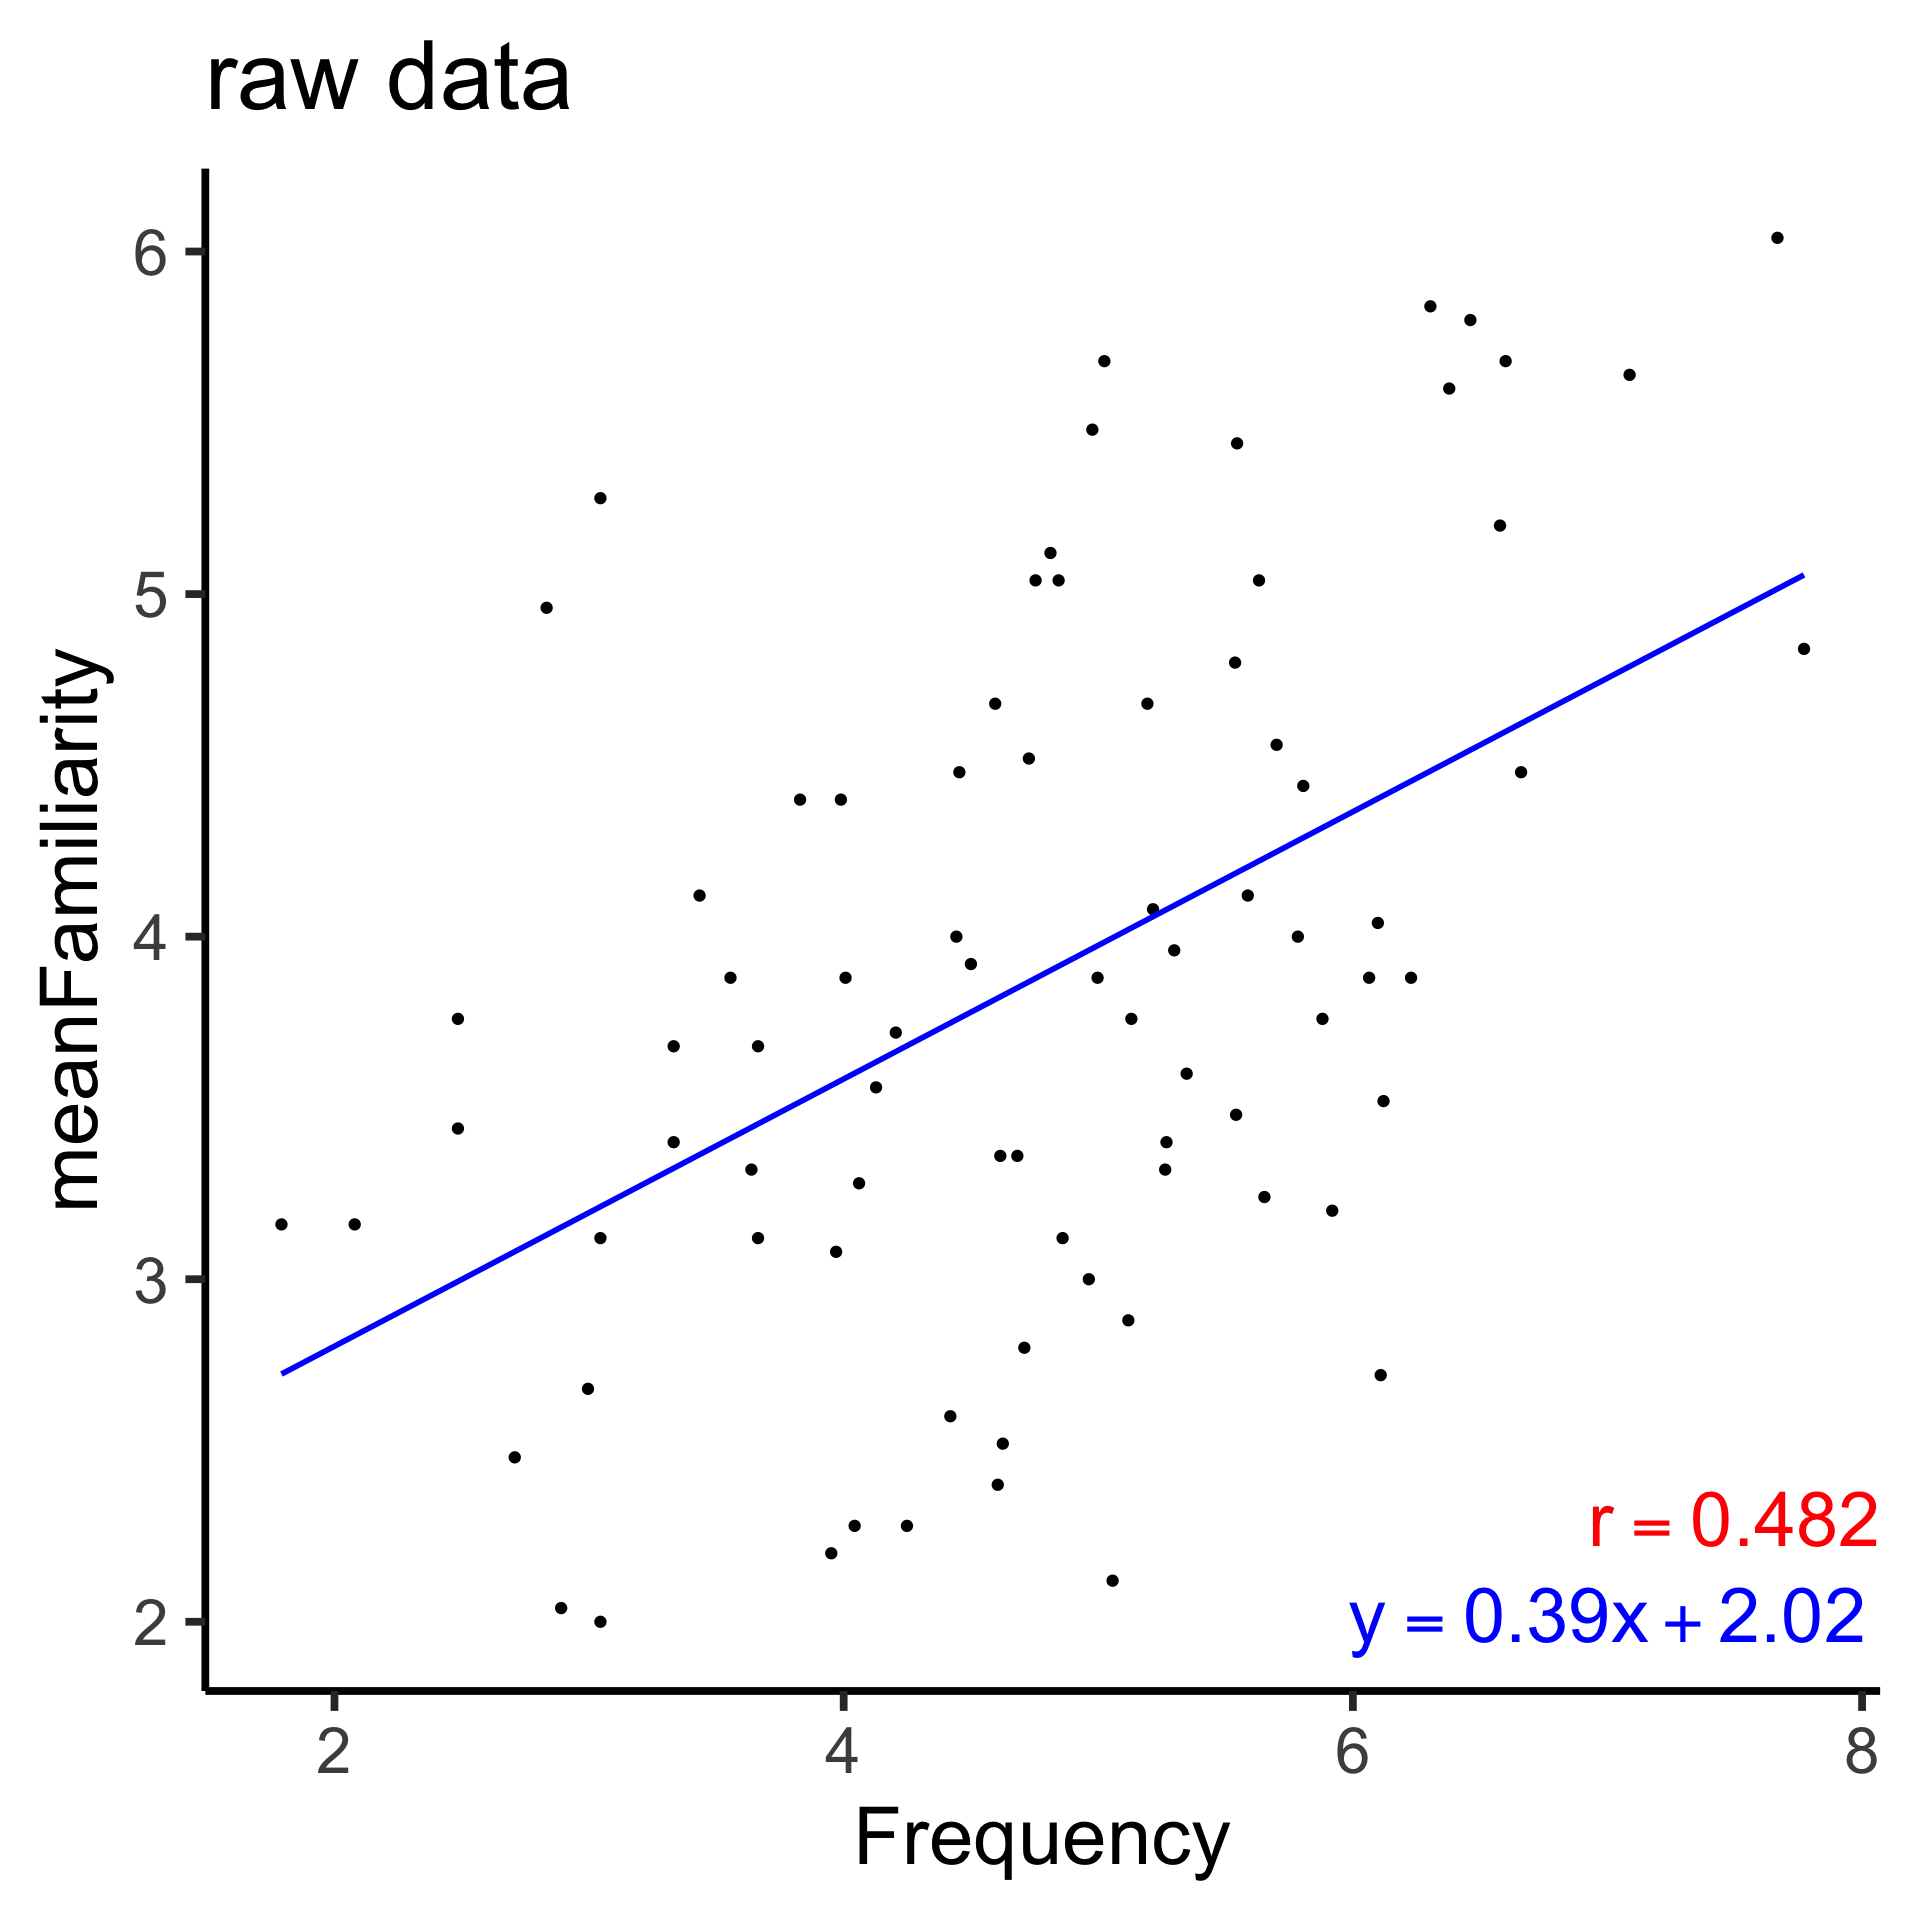 raw data
meanFamiliarity
6
5
4
3
2
r = 0.482
y = 0.39x + 2.02
2 4 6 8
Frequency